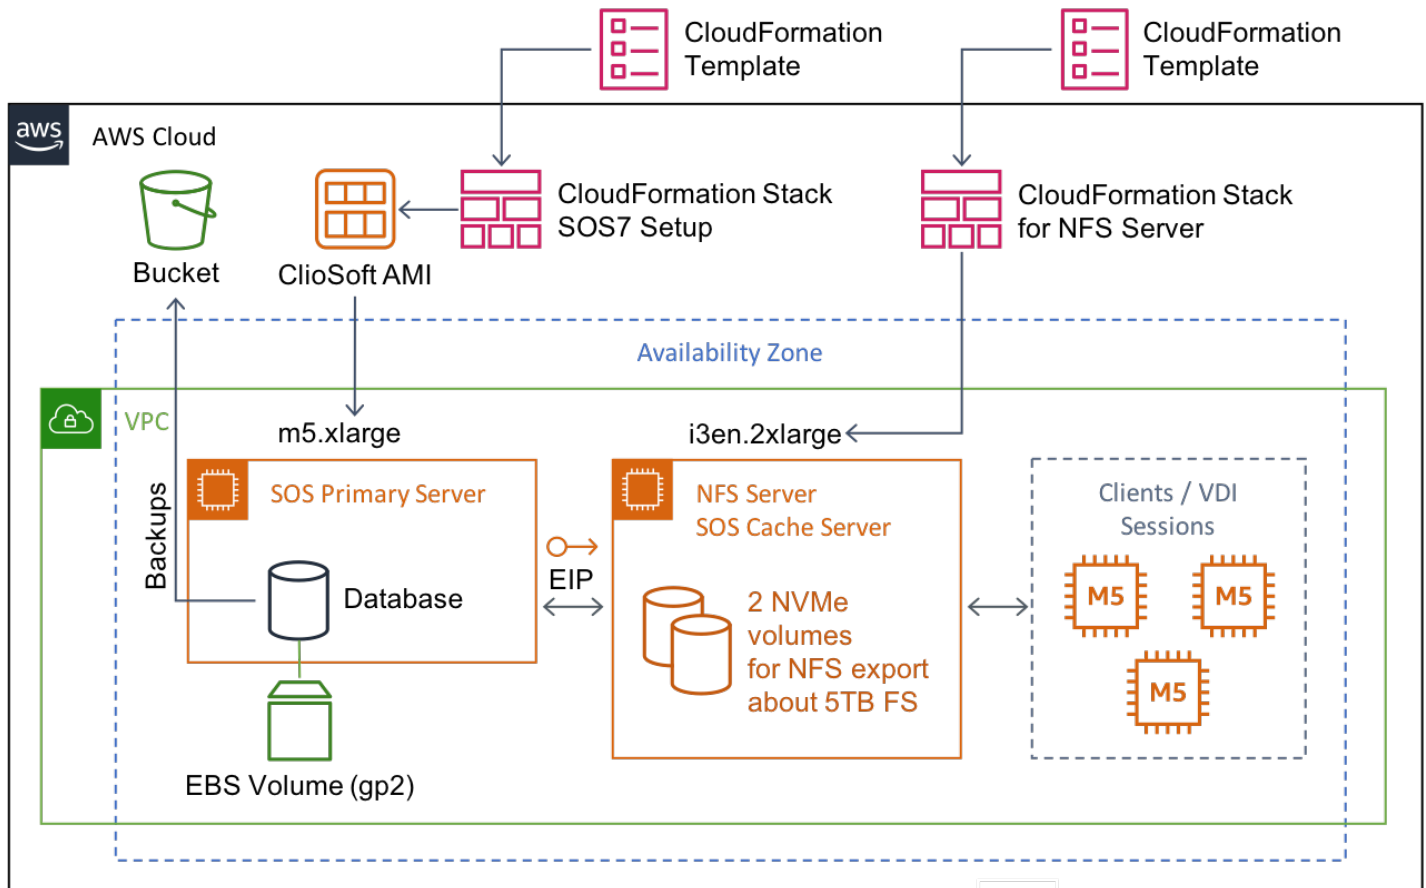 CloudFormation
Template
CloudFormation
Template
aws
AWS Cloud
Bucket
ClioSoft AMI
CloudFormation Stack
SOS7 Setup
CloudFormation Stack
for NFS Server
Availability Zone
VPC
m5.xlarge
i3en.2xlarge
Backups
SOS Primary Server
Database
EBS Volume (gp2)
EIP
NFS Server
SOS Cache Server
2 NVMe
volumes
for NFS export
about 5TB FS
Clients / VDI
Sessions
M5
M5
M5